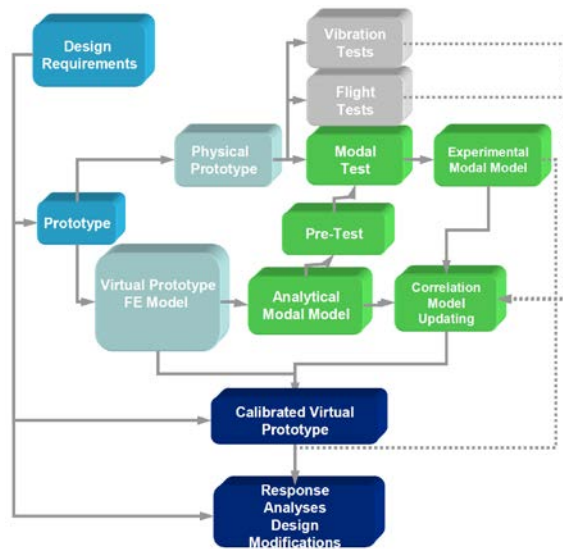 Design
Requirements
Vibration
Tests
Flight
Tests
Physical
Prototype
Modal
Test
Experimental
Modal Model
Prototype
Pre-Test
Virtual Prototype
FE Model
Analytical
Modal Model
Correlation
Model
Updating
Calibrated Virtual
Prototype
Response
Analyses
Design
Modifications